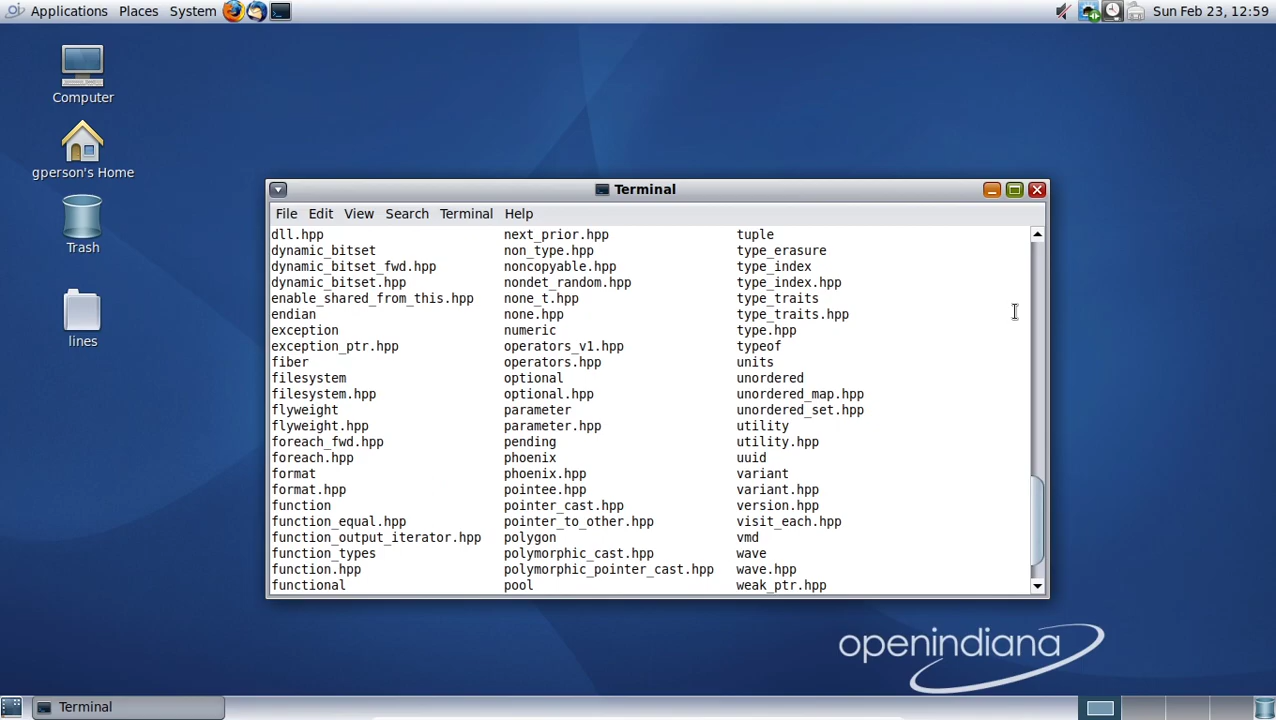 Applications Places System
Sun Feb 23, 12:59
Computer
gperson's Home
Trash
lines
Terminal
File Edit View Search Terminal Help
dll.hpp next_prior.hpp tuple
dynamic_bitset non_type.hpp type_erasure
dynamic_bitset_fwd.hpp noncopyable.hpp type_index
dynamic_bitset.hpp nondet_random.hpp type_index.hpp
enable_shared_from_this.hpp none_t.hpp type_traits
endian none.hpp type_traits.hpp
exception numeric type.hpp
exception_ptr.hpp operators_v1.hpp typeof
fiber operators.hpp units
filesystem optional unordered
filesystem.hpp optional.hpp unordered_map.hpp
flyweight parameter unordered_set.hpp
flyweight.hpp parameter.hpp utility
foreach_fwd.hpp pending utility.hpp
foreach.hpp phoenix uuid
format phoenix.hpp variant
format.hpp pointee.hpp variant.hpp
function pointer_cast.hpp version.hpp
function_equal.hpp pointer_to_other.hpp visit_each.hpp
function_output_iterator.hpp polygon vmd
function_types polymorphic_cast.hpp wave
function.hpp polymorphic_pointer_cast.hpp wave.hpp
functional pool weak_ptr.hpp
openindiana
Terminal